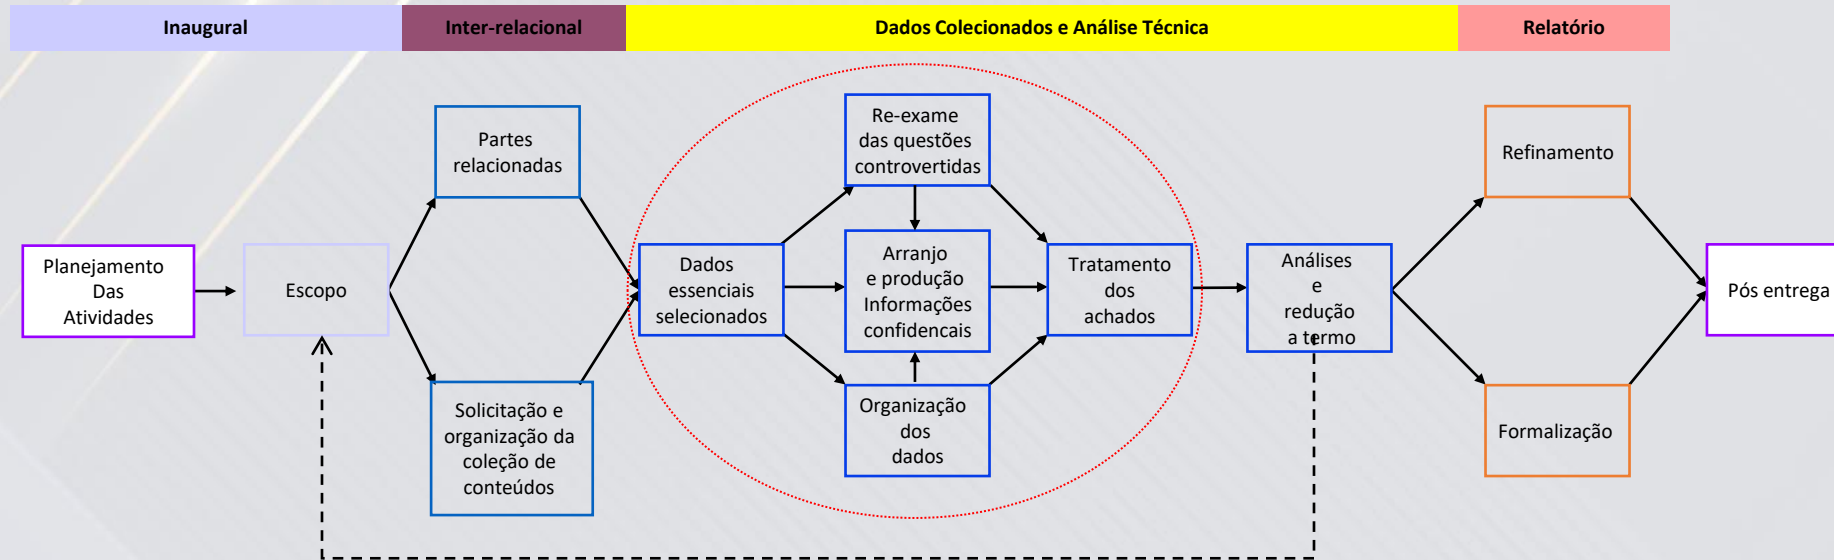 Inaugural
Inter-relacional
Dados Colecionados e Análise Técnica
Relatório
Planejamento
Das
Atividades
Escopo
Partes
relacionadas
Solicitação e
organização da
coleção de
conteúdos
Dados
essenciais
selecionados
Re-exame
das questões
controvertidas
Arranjo
e produção
Informações
confidencais
Organização
dos
dados
Tratamento
dos
achados
Análises
e
redução
a termo
Refinamento
Formalização
Pós entrega